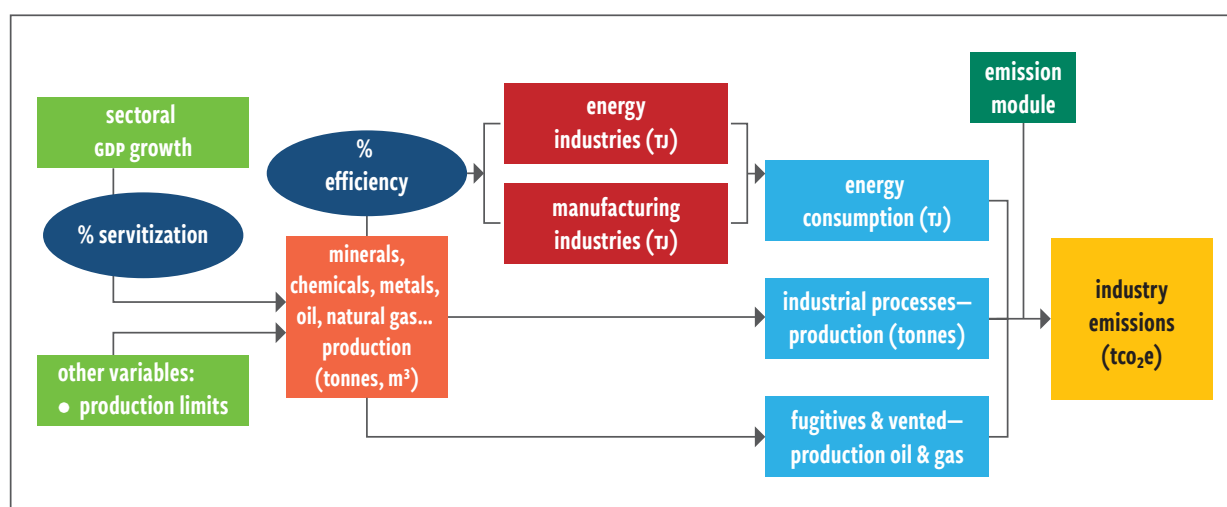 sectoral
GDP growth
% servitization
other variables:
● production limits
%
efficiency
minerals,
chemicals, metals,
oil, natural gas...
production
(tonnes, m³)
energy
industries (TJ)
manufacturing
industries (TJ)
energy
consumption (TJ)
industrial processes—
production (tonnes)
fugitives & vented—
production oil & gas
emission
module
industry
emissions
(tco₂e)